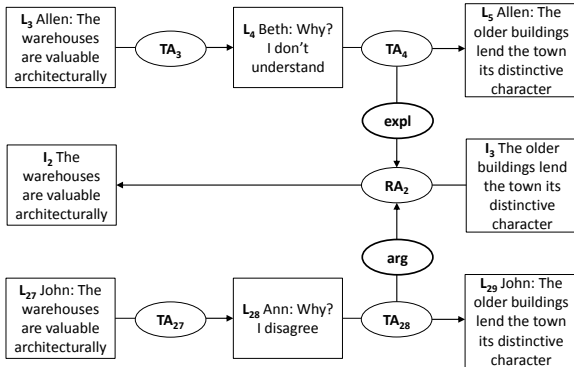 L₃ Allen: The
warehouses
are valuable
architecturally
TA₃
L₄ Beth: Why?
I don't
understand
TA₄
L₅ Allen: The
older buildings
lend the town
its distinctive
character
expl
I₂ The
warehouses
are valuable
architecturally
RA₂
I₃ The older
buildings lend
the town its
distinctive
character
arg
L₂₇ John: The
warehouses
are valuable
architecturally
TA₂₇
L₂₈ Ann: Why?
I disagree
TA₂₈
L₂₉ John: The
older buildings
lend the town
its distinctive
character